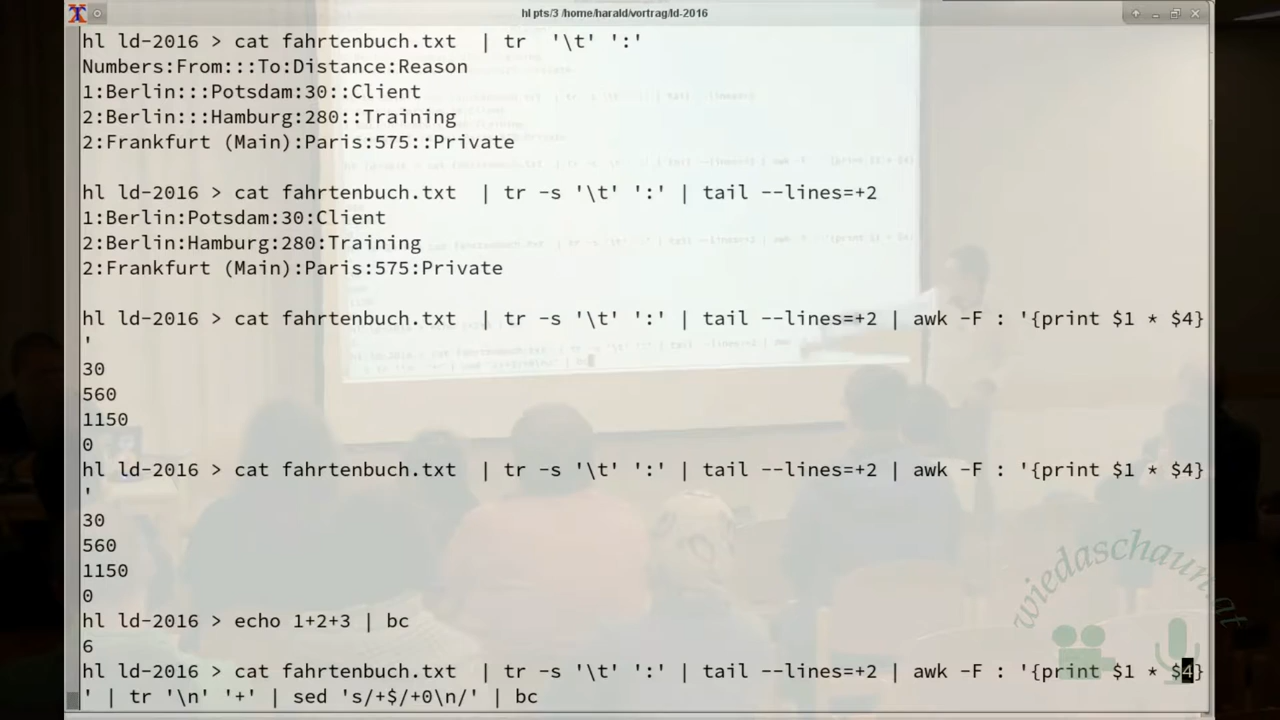 hl pts/3 /home/harald/vortrag/ld-2016
hl ld-2016 > cat fahrtenbuch.txt  | tr  '\t' ':'
Numbers:From:::To:Distance:Reason
1:Berlin:::Potsdam:30::Client
2:Berlin:::Hamburg:280::Training
2:Frankfurt (Main):Paris:575::Private
hl ld-2016 > cat fahrtenbuch.txt  | tr -s '\t' ':' | tail --lines=+2
1:Berlin:Potsdam:30:Client
2:Berlin:Hamburg:280:Training
2:Frankfurt (Main):Paris:575:Private
hl ld-2016 > cat fahrtenbuch.txt  | tr -s '\t' ':' | tail --lines=+2 | awk -F : '{print $1 * $4}
'
30
560
1150
0
hl ld-2016 > cat fahrtenbuch.txt  | tr -s '\t' ':' | tail --lines=+2 | awk -F : '{print $1 * $4}
'
30
560
1150
0
hl ld-2016 > echo 1+2+3 | bc
6
hl ld-2016 > cat fahrtenbuch.txt  | tr -s '\t' ':' | tail --lines=+2 | awk -F : '{print $1 * $4}
' | tr '\n' '+' | sed 's/+$/+0\n/' | bc
wiedaschaun.at